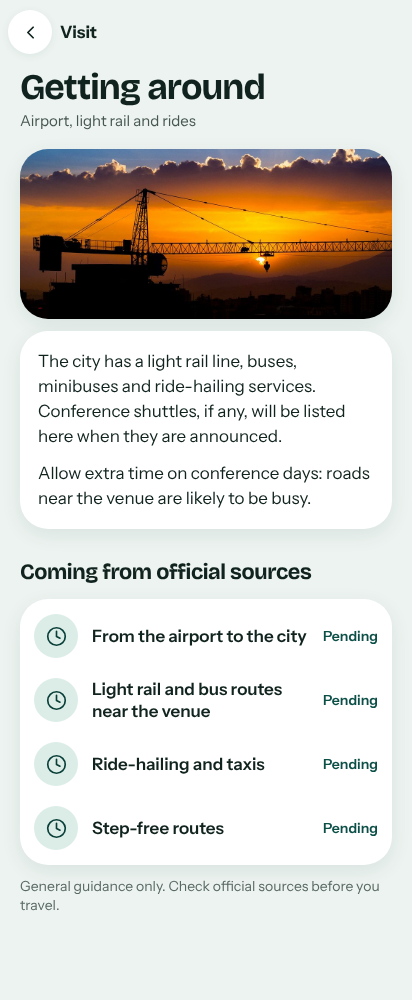 Visit
Getting around
Airport, light rail and rides
The city has a light rail line, buses,
minibuses and ride-hailing services.
Conference shuttles, if any, will be listed
here when they are announced.
Allow extra time on conference days: roads
near the venue are likely to be busy.
Coming from official sources
From the airport to the city Pending
Light rail and bus routes
near the venue Pending
Ride-hailing and taxis Pending
Step-free routes Pending
General guidance only. Check official sources before you
travel.